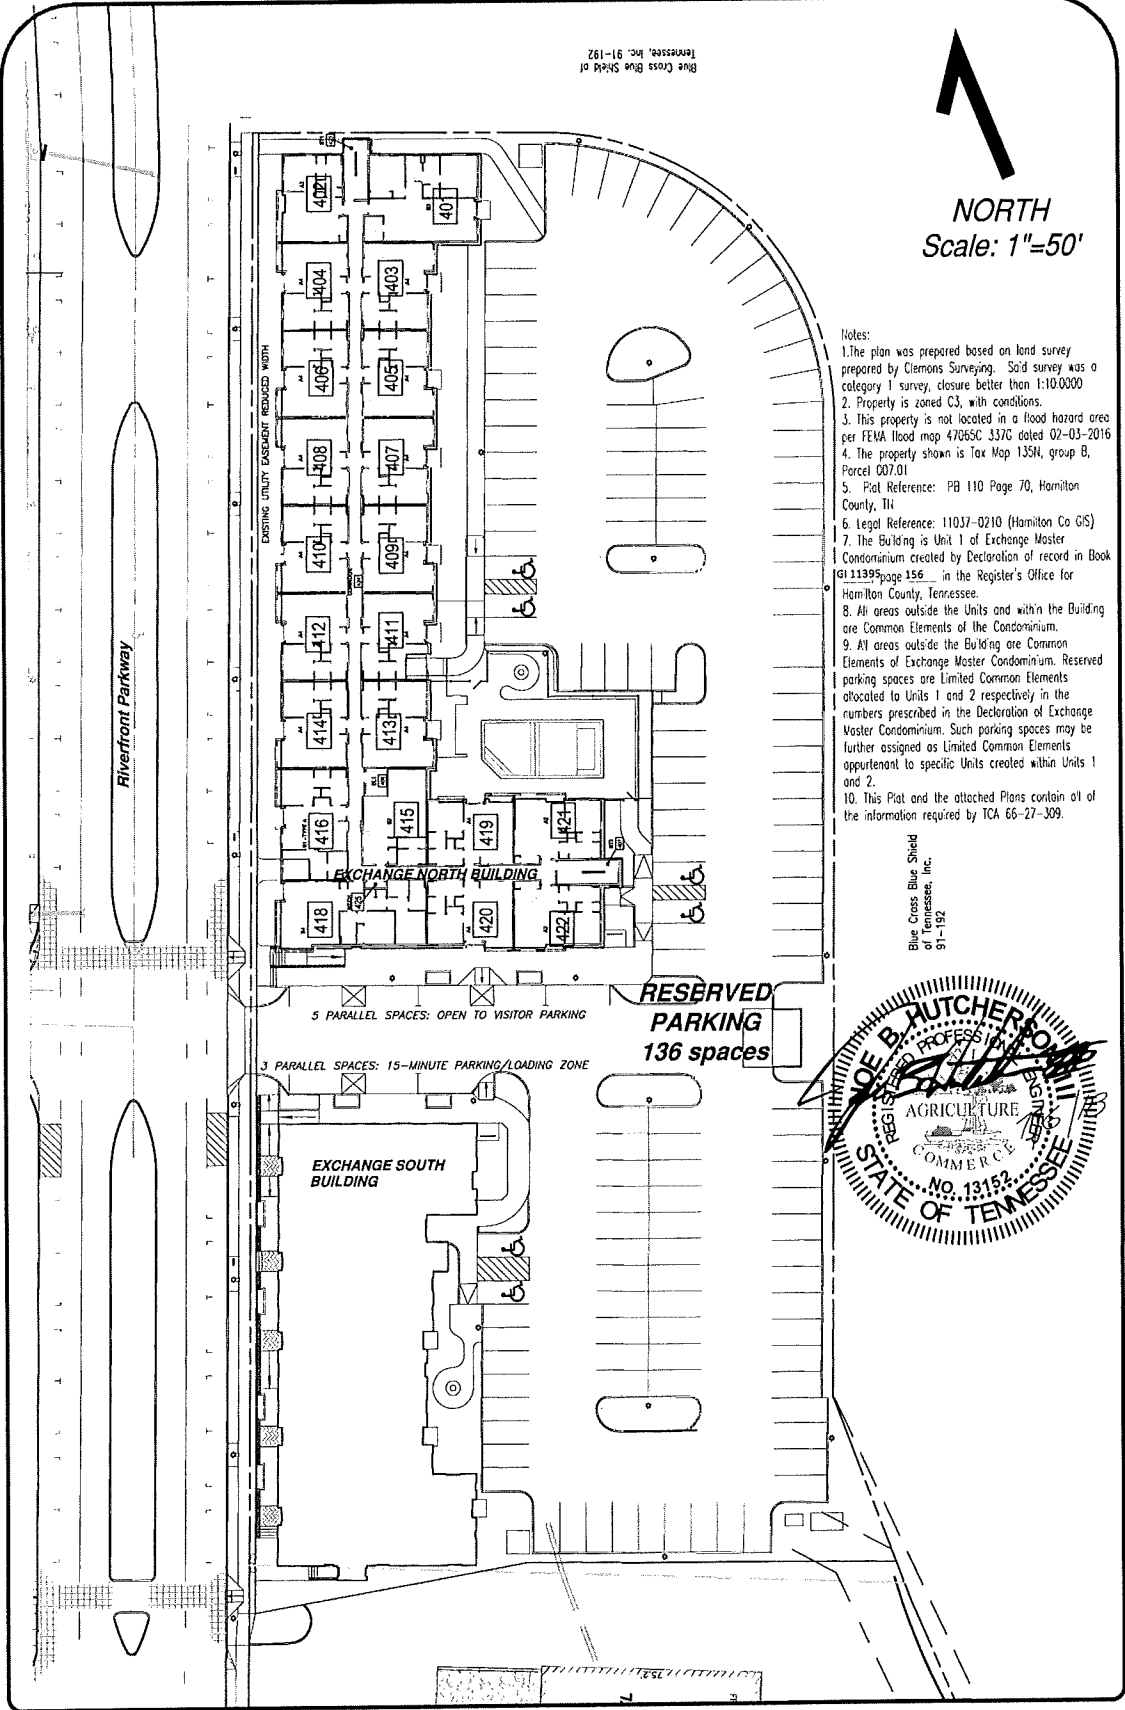 Blue Cross Blue Shield of
Tennessee, Inc. 91-192
NORTH
Scale: 1"=50'
Notes:
1.The plan was prepared based on land survey
prepared by Clemons Surveying. Said survey was a
category 1 survey, closure better than 1:10.0000
2. Property is zoned C3, with conditions.
3. This property is not located in a flood hazard area
per FEMA flood map 47065C 337G dated 02-03-2016
4. The property shown is Tax Map 135N, group B,
Parcel 007.01
5. Plat Reference: PB 110 Page 70, Hamilton
County, TN
6. Legal Reference: 11037-0210 (Hamilton Co GIS)
7. The Building is Unit 1 of Exchange Master
Condominium created by Declaration of record in Book
GI 11395 page 156 in the Register's Office for
Hamilton County, Tennessee.
8. All areas outside the Units and within the Building
are Common Elements of the Condominium.
9. All areas outside the Building are Common
Elements of Exchange Master Condominium. Reserved
parking spaces are Limited Common Elements
allocated to Units 1 and 2 respectively in the
numbers prescribed in the Declaration of Exchange
Master Condominium. Such parking spaces may be
further assigned as Limited Common Elements
appurtenant to specific Units created within Units 1
and 2.
10. This Plat and the attached Plans contain all of
the information required by TCA 66-27-309.
Blue Cross Blue Shield
of Tennessee, Inc.
91-192
Riverfront Parkway
EXISTING UTILITY EASEMENT REDUCED WIDTH
402
401
404
403
406
405
408
407
410
409
412
411
414
413
416
415
419
421
EXCHANGE NORTH BUILDING
418
420
422
5 PARALLEL SPACES: OPEN TO VISITOR PARKING
RESERVED
PARKING
136 spaces
3 PARALLEL SPACES: 15-MINUTE PARKING/LOADING ZONE
EXCHANGE SOUTH
BUILDING
JOE B. HUTCHERSON III
REGISTERED PROFESSIONAL ENGINEER
AGRICULTURE
COMMERCE
NO. 13152
STATE OF TENNESSEE
75.2'